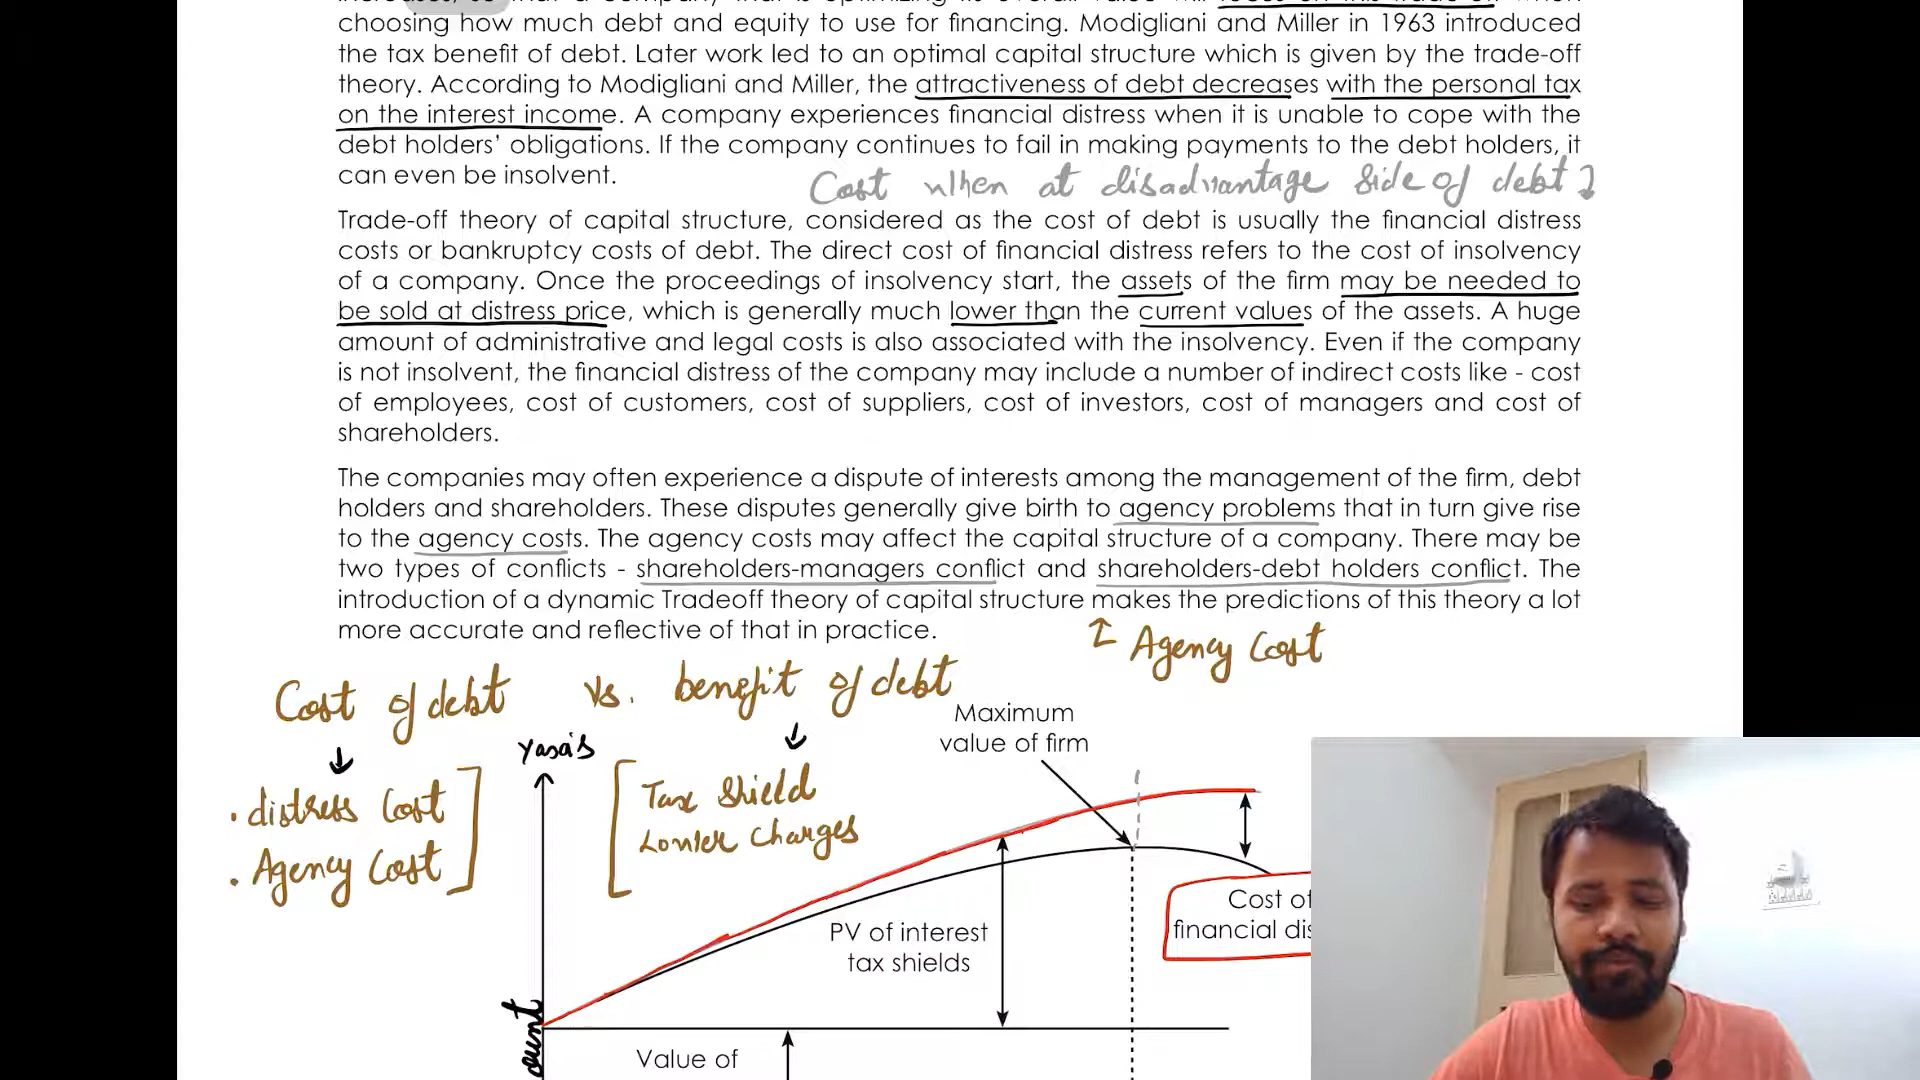 choosing how much debt and equity to use for financing. Modigliani and Miller in 1963 introduced
the tax benefit of debt. Later work led to an optimal capital structure which is given by the trade-off
theory. According to Modigliani and Miller, the attractiveness of debt decreases with the personal tax
on the interest income. A company experiences financial distress when it is unable to cope with the
debt holders’ obligations. If the company continues to fail in making payments to the debt holders, it
can even be insolvent.
Cost when at disadvantage side of debt
Trade-off theory of capital structure, considered as the cost of debt is usually the financial distress
costs or bankruptcy costs of debt. The direct cost of financial distress refers to the cost of insolvency
of a company. Once the proceedings of insolvency start, the assets of the firm may be needed to
be sold at distress price, which is generally much lower than the current values of the assets. A huge
amount of administrative and legal costs is also associated with the insolvency. Even if the company
is not insolvent, the financial distress of the company may include a number of indirect costs like - cost
of employees, cost of customers, cost of suppliers, cost of investors, cost of managers and cost of
shareholders.
The companies may often experience a dispute of interests among the management of the firm, debt
holders and shareholders. These disputes generally give birth to agency problems that in turn give rise
to the agency costs. The agency costs may affect the capital structure of a company. There may be
two types of conflicts - shareholders-managers conflict and shareholders-debt holders conflict. The
introduction of a dynamic Tradeoff theory of capital structure makes the predictions of this theory a lot
more accurate and reflective of that in practice.
Agency Cost
Cost of debt Vs. benefit of debt
Maximum
value of firm
• distress Cost
• Agency Cost
Tax Shield
Lower Charges
PV of interest
tax shields
Cost of
financial
Value of